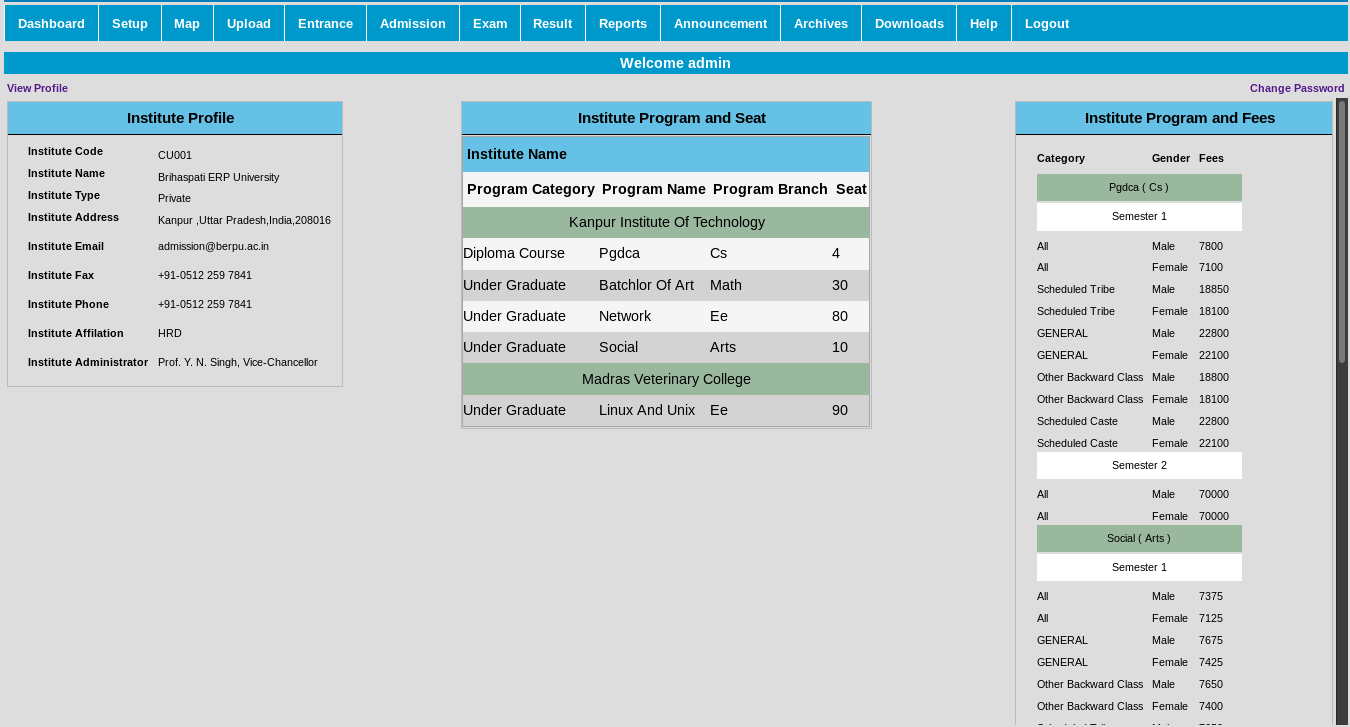 Dashboard Setup Map Upload Entrance Admission Exam Result Reports Announcement Archives Downloads Help Logout
Welcome admin
View Profile Change Password
Institute Profile
Institute Code CU001
Institute Name Brihaspati ERP University
Institute Type Private
Institute Address Kanpur ,Uttar Pradesh,India,208016
Institute Email admission@berpu.ac.in
Institute Fax +91-0512 259 7841
Institute Phone +91-0512 259 7841
Institute Affilation HRD
Institute Administrator Prof. Y. N. Singh, Vice-Chancellor
Institute Program and Seat
Institute Name
Program Category Program Name Program Branch Seat
Kanpur Institute Of Technology
Diploma Course Pgdca Cs 4
Under Graduate Batchlor Of Art Math 30
Under Graduate Network Ee 80
Under Graduate Social Arts 10
Madras Veterinary College
Under Graduate Linux And Unix Ee 90
Institute Program and Fees
Category Gender Fees
Pgdca ( Cs )
Semester 1
All Male 7800
All Female 7100
Scheduled Tribe Male 18850
Scheduled Tribe Female 18100
GENERAL Male 22800
GENERAL Female 22100
Other Backward Class Male 18800
Other Backward Class Female 18100
Scheduled Caste Male 22800
Scheduled Caste Female 22100
Semester 2
All Male 70000
All Female 70000
Social ( Arts )
Semester 1
All Male 7375
All Female 7125
GENERAL Male 7675
GENERAL Female 7425
Other Backward Class Male 7650
Other Backward Class Female 7400